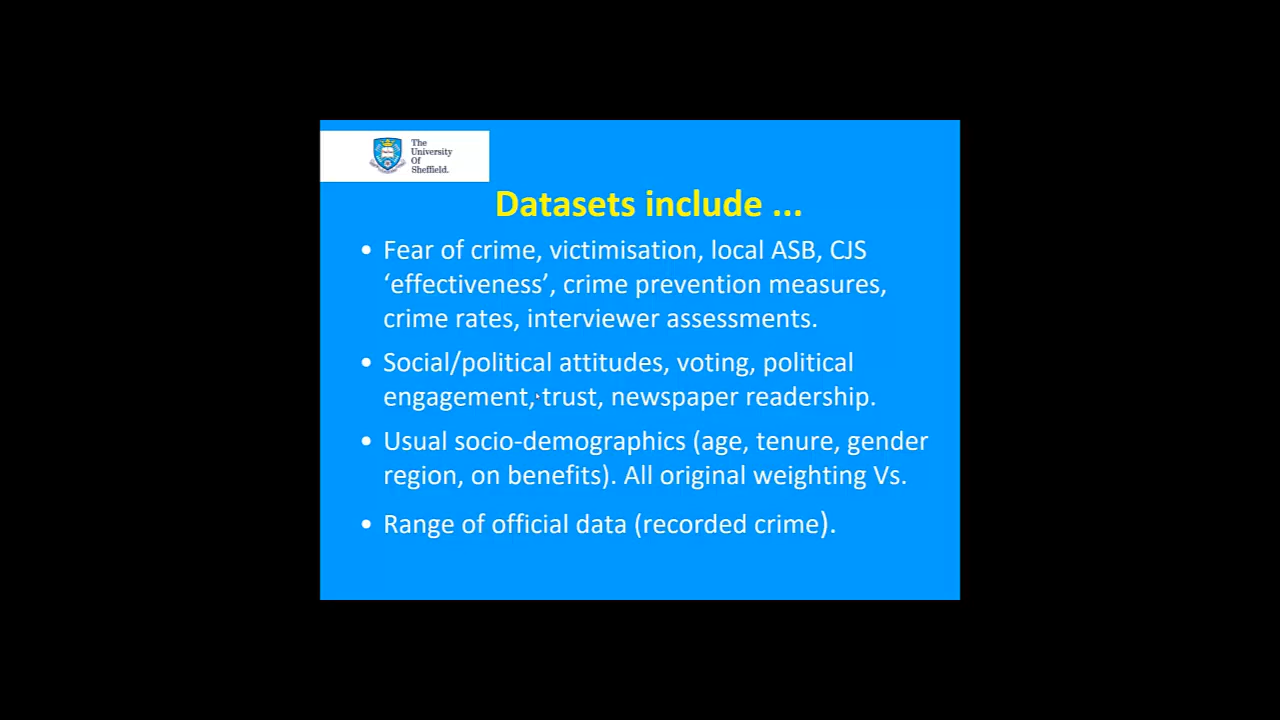 The
University
Of
Sheffield.
Datasets include ...
• Fear of crime, victimisation, local ASB, CJS
‘effectiveness’, crime prevention measures,
crime rates, interviewer assessments.
• Social/political attitudes, voting, political
engagement, trust, newspaper readership.
• Usual socio-demographics (age, tenure, gender
region, on benefits). All original weighting Vs.
• Range of official data (recorded crime).